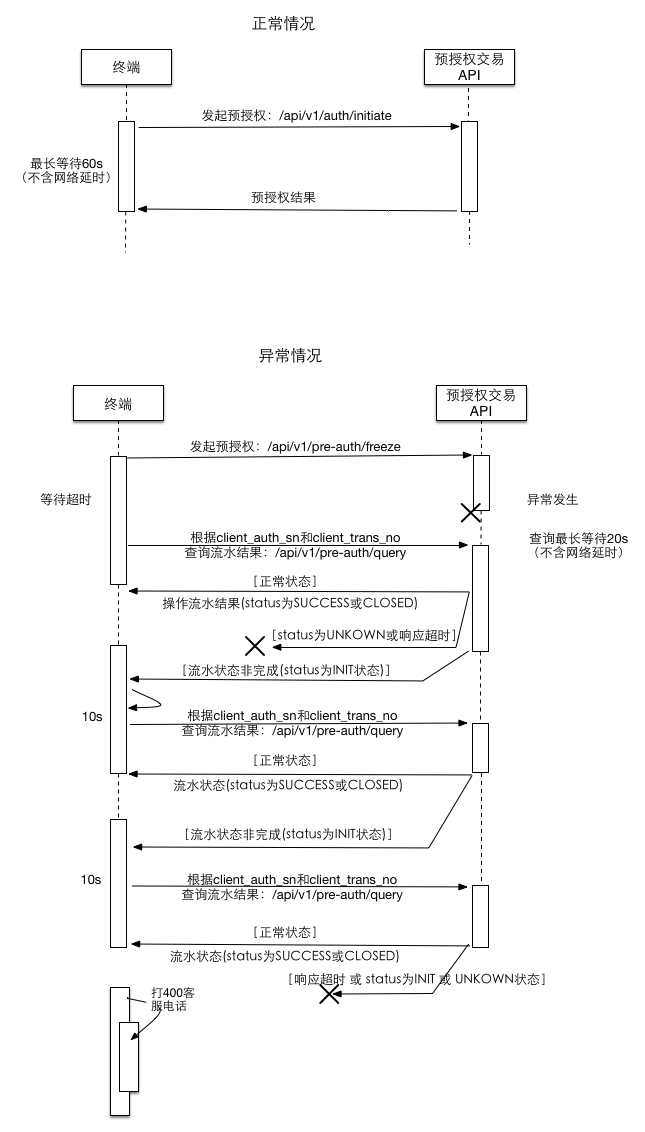 正常情况
终端
预授权交易
API
发起预授权：/api/v1/auth/initiate
最长等待60s
（不含网络延时）
预授权结果
异常情况
终端
预授权交易
API
发起预授权：/api/v1/pre-auth/freeze
等待超时
异常发生
根据client_auth_sn和client_trans_no
查询流水结果：/api/v1/pre-auth/query
查询最长等待20s
（不含网络延时）
[正常状态]
操作流水结果(status为SUCCESS或CLOSED)
[status为UNKOWN或响应超时]
[流水状态非完成(status为INIT状态)]
10s
根据client_auth_sn和client_trans_no
查询流水结果：/api/v1/pre-auth/query
[正常状态]
流水状态(status为SUCCESS或CLOSED)
[流水状态非完成(status为INIT状态)]
10s
根据client_auth_sn和client_trans_no
查询流水结果：/api/v1/pre-auth/query
[正常状态]
流水状态(status为SUCCESS或CLOSED)
[响应超时 或 status为INIT 或 UNKOWN状态]
打400客
服电话